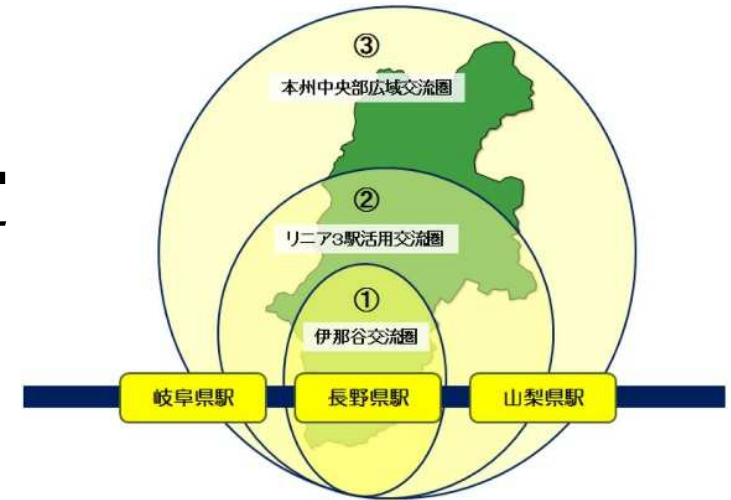 ③
本州中央部広域交流圏
②
リニア3駅活用交流圏
①
伊那谷交流圏
岐阜県駅
長野県駅
山梨県駅